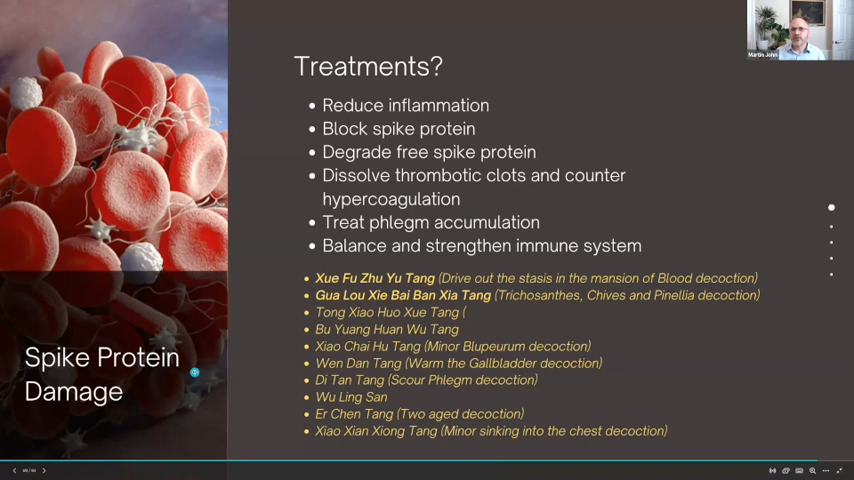 Martin John
Treatments?
• Reduce inflammation
• Block spike protein
• Degrade free spike protein
• Dissolve thrombotic clots and counter
hypercoagulation
• Treat phlegm accumulation
• Balance and strengthen immune system
• Xue Fu Zhu Yu Tang (Drive out the stasis in the mansion of Blood decoction)
• Gua Lou Xie Bai Ban Xia Tang (Trichosanthes, Chives and Pinellia decoction)
• Tong Xiao Huo Xue Tang (
• Bu Yuang Huan Wu Tang
• Xiao Chai Hu Tang (Minor Blupeurum decoction)
• Wen Dan Tang (Warm the Gallbladder decoction)
• Di Tan Tang (Scour Phlegm decoction)
• Wu Ling San
• Er Chen Tang (Two aged decoction)
• Xiao Xian Xiong Tang (Minor sinking into the chest decoction)
Spike Protein
Damage